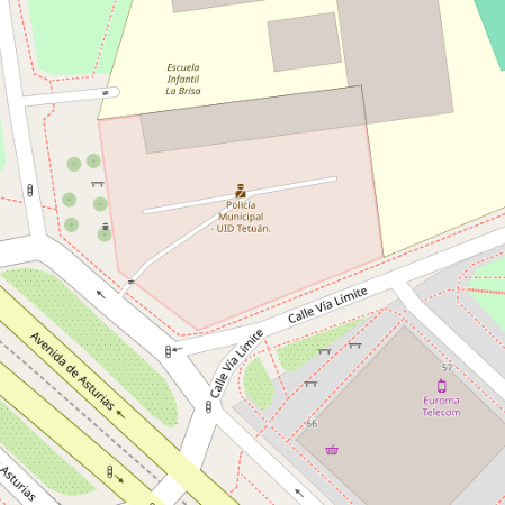 Escuela
Infantil
La Brisa
Policía
Municipal
- UID Tetuán.
Calle Vía Límite
Calle Vía Límite
Avenida de Asturias
57
Euroma
Telecom
66
Asturias